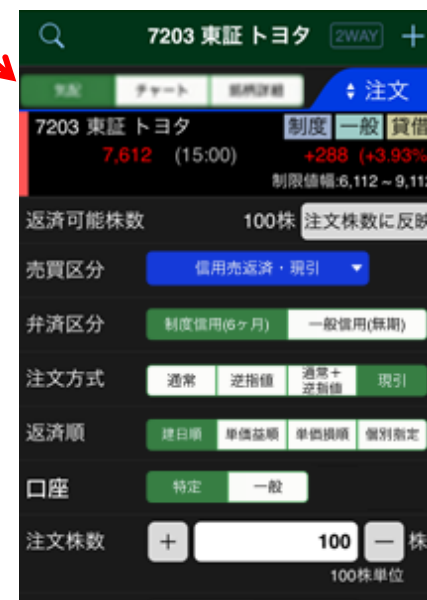 7203 東証 トヨタ 2WAY ＋
気配 チャート 銘柄詳細 注文
7203 東証 トヨタ 制度 一般 貸借
7,612 (15:00) +288 (+3.93%
制限値幅:6,112～9,112
返済可能株数 100株 注文株数に反映
売買区分 信用売返済・現引
弁済区分 制度信用(6ヶ月) 一般信用(無期)
注文方式 通常 逆指値 通常＋逆指値 現引
返済順 建日順 単価益順 単価損順 個別指定
口座 特定 一般
注文株数 ＋ 100 － 株
100株単位